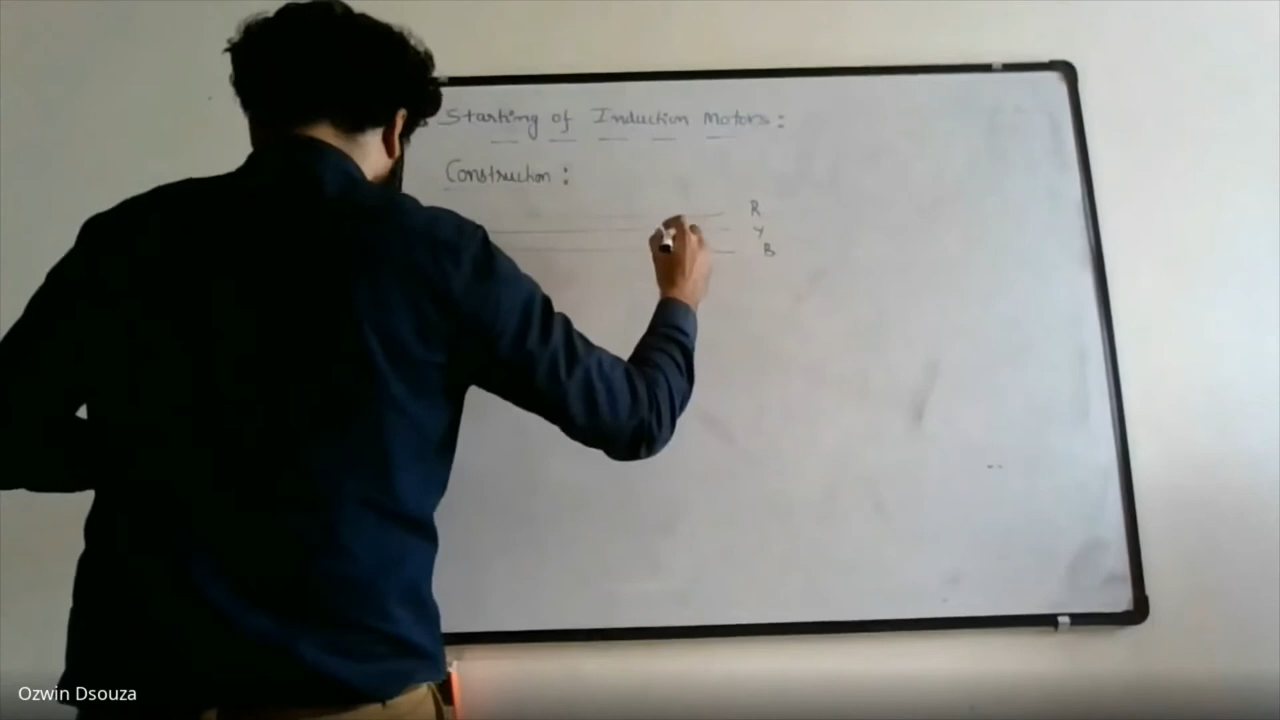 Starting of Induction Motors:
Construction:
R
Y
B
Ozwin Dsouza